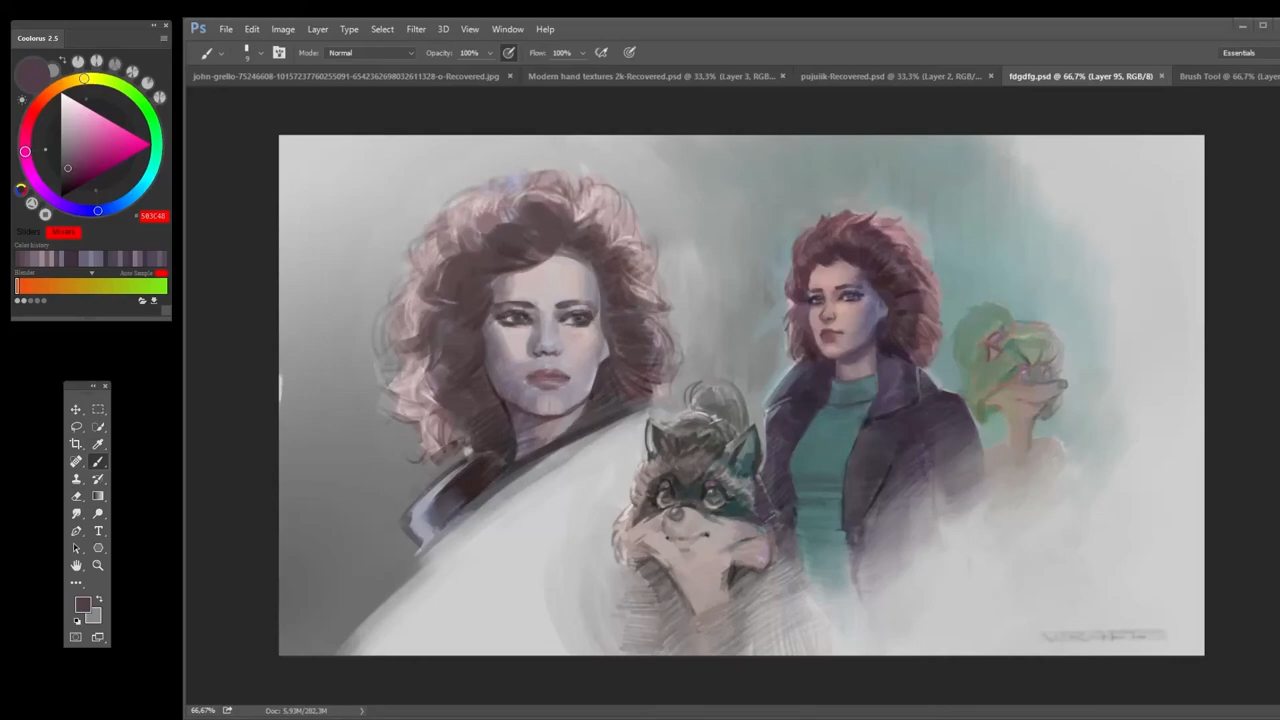 Coolorus 2.5
# 503C48
Sliders Mixers
Color history
Blender Auto Sample
Ps File Edit Image Layer Type Select Filter 3D View Window Help
9 Mode: Normal Opacity: 100% Flow: 100% Essentials
john-grello-75246608-10157237760255091-6542362698032611328-o-Recovered.jpg × Modern hand textures 2k-Recovered.psd @ 33,3% (Layer 3, RGB... × pujuiik-Recovered.psd @ 33,3% (Layer 2, RGB/... × fdgdfg.psd @ 66,7% (Layer 95, RGB/8) × Brush Tool @ 66,7% (Layer
66.67% Doc: 5,93M/282,3M